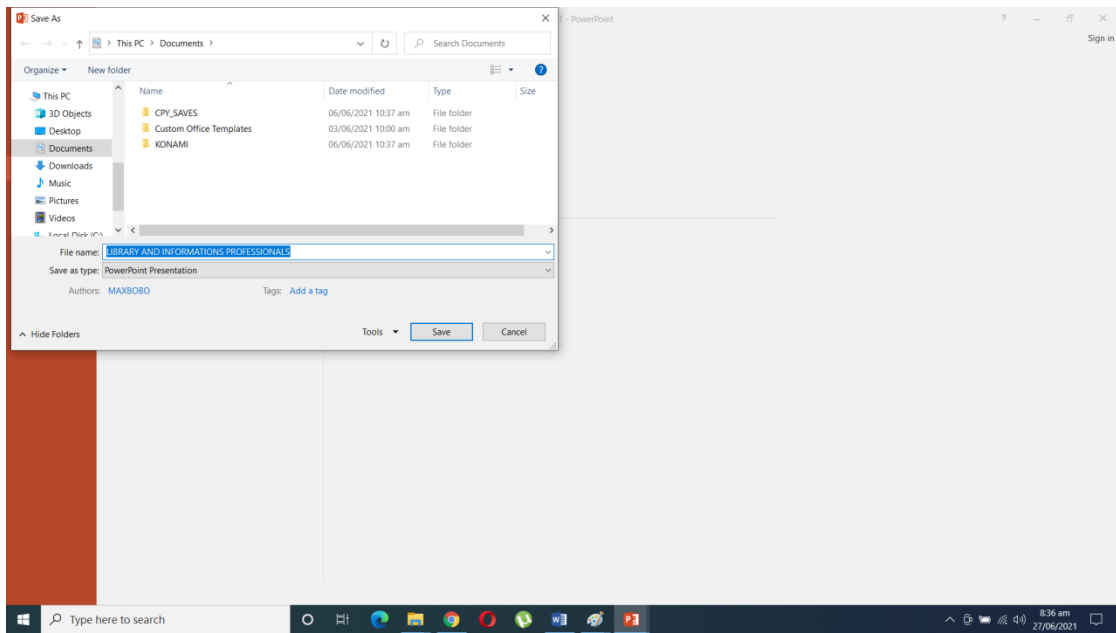 Save As
1 - PowerPoint
This PC > Documents >
Search Documents
Sign in
Organize
New folder
Name
Date modified
Type
Size
This PC
3D Objects
Desktop
Documents
Downloads
Music
Pictures
Videos
Local Disk (C:)
CPY_SAVES 06/06/2021 10:37 am File folder
Custom Office Templates 03/06/2021 10:00 am File folder
KONAMI 06/06/2021 10:37 am File folder
File name: LIBRARY AND INFORMATIONS PROFESSIONALS
Save as type: PowerPoint Presentation
Authors: MAXBOBO Tags: Add a tag
Hide Folders
Tools Save Cancel
Type here to search
8:36 am
27/06/2021